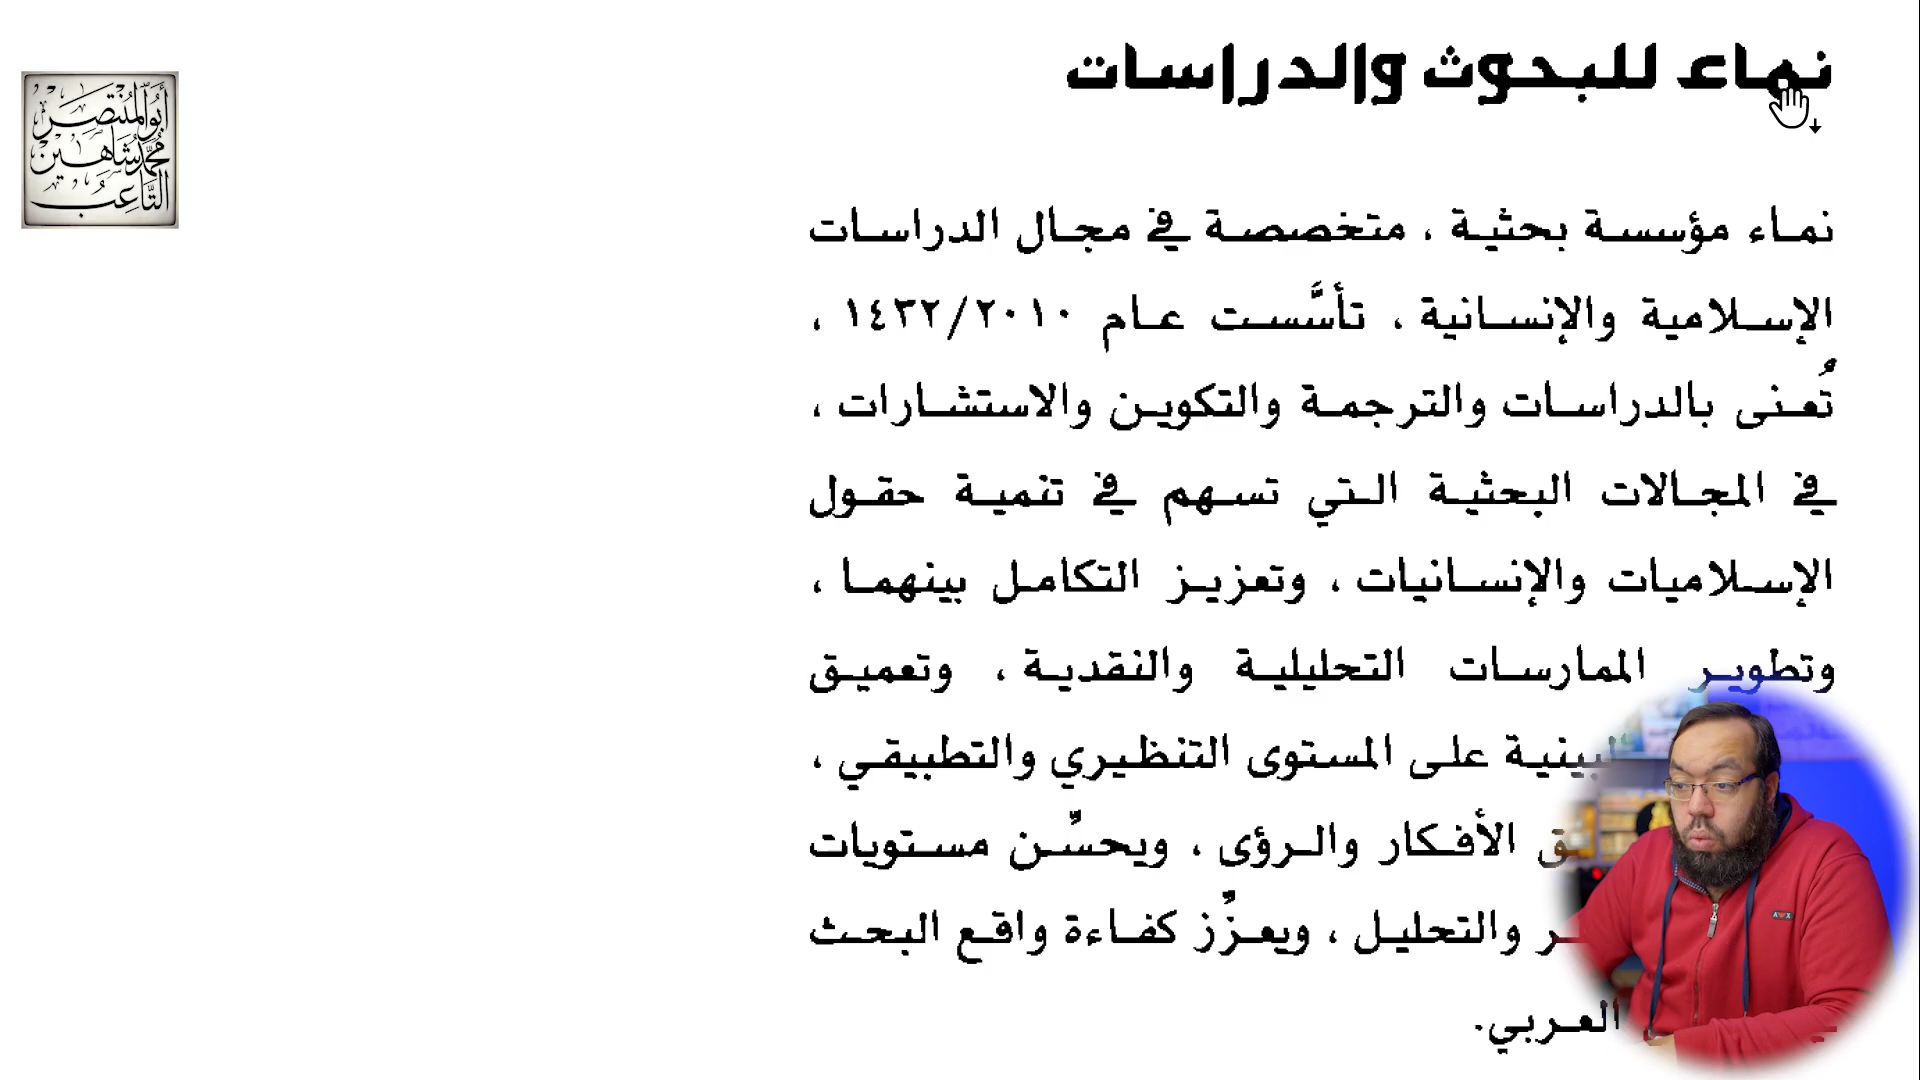 نماء للبحوث والدراسات
أبو المنتصر
محمد شاهين
التاعب
نماء مؤسسة بحثية ، متخصصة في مجال الدراسات
الإسلامية والإنسانية ، تأسَّست عام ١٤٣٢/٢٠١٠ ،
تُعنى بالدراسات والترجمة والتكوين والاستشارات ،
في المجالات البحثية التي تسهم في تنمية حقول
الإسلاميات والإنسانيات ، وتعزيز التكامل بينهما ،
وتطوير الممارسات التحليلية والنقدية ، وتعميق
البينية على المستوى التنظيري والتطبيقي ،
الأفكار والرؤى ، ويحسِّن مستويات
والتحليل ، ويعزِّز كفاءة واقع البحث
العربي.